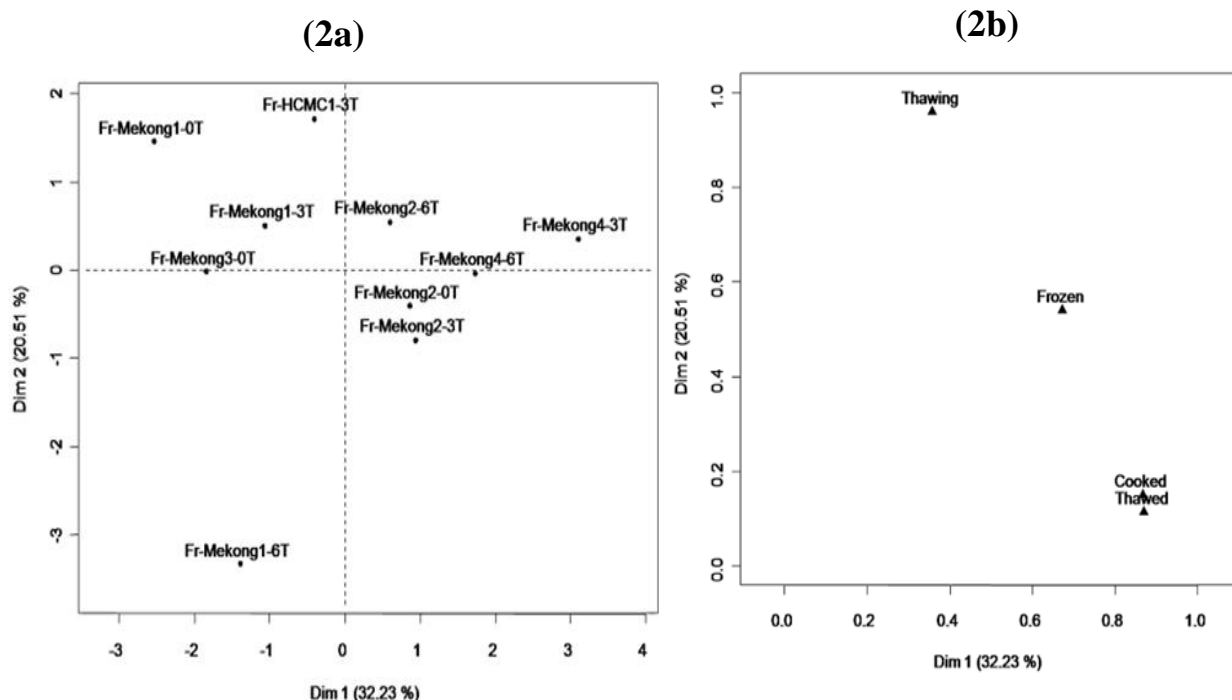 (2a)
2
1
0
-1
-2
-3
Dim 2 (20.51 %)
Fr-HCMC1-3T
Fr-Mekong1-0T
Fr-Mekong1-3T
Fr-Mekong2-6T
Fr-Mekong4-3T
Fr-Mekong3-0T
Fr-Mekong4-6T
Fr-Mekong2-0T
Fr-Mekong2-3T
Fr-Mekong1-6T
-3 -2 -1 0 1 2 3 4
Dim 1 (32.23 %)
(2b)
1.0
0.8
0.6
0.4
0.2
0.0
Dim 2 (20.51 %)
Thawing
Frozen
Cooked
Thawed
0.0 0.2 0.4 0.6 0.8 1.0
Dim 1 (32.23 %)